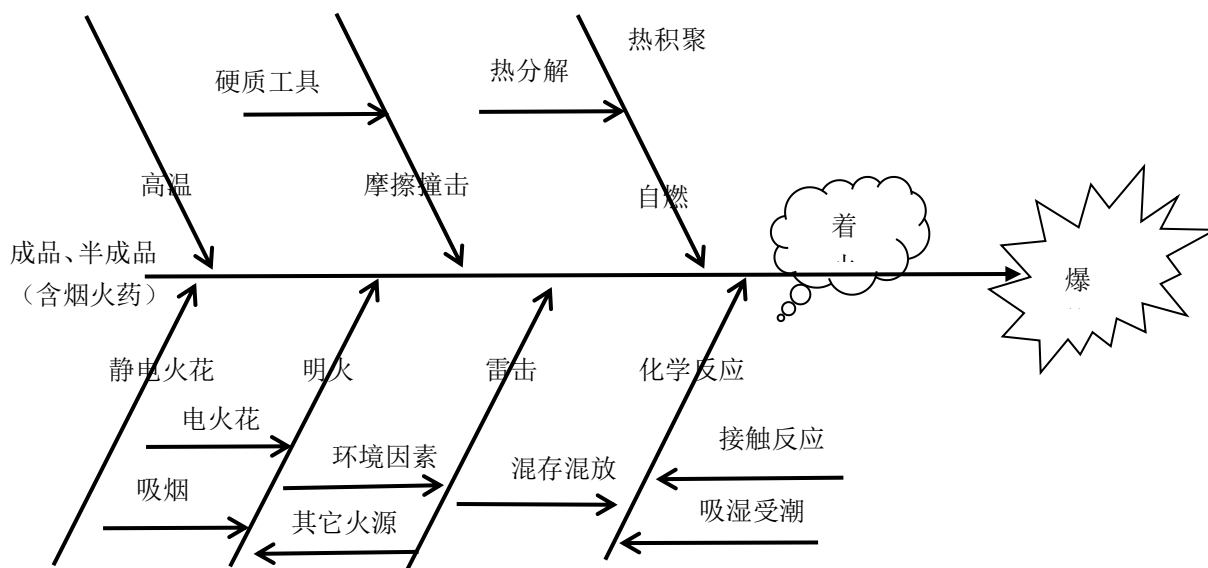 热积聚
热分解
硬质工具
高温
摩擦撞击
自燃
着
成品、半成品
（含烟火药）
爆
静电火花
明火
雷击
化学反应
电火花
接触反应
环境因素
混存混放
吸烟
吸湿受潮
其它火源